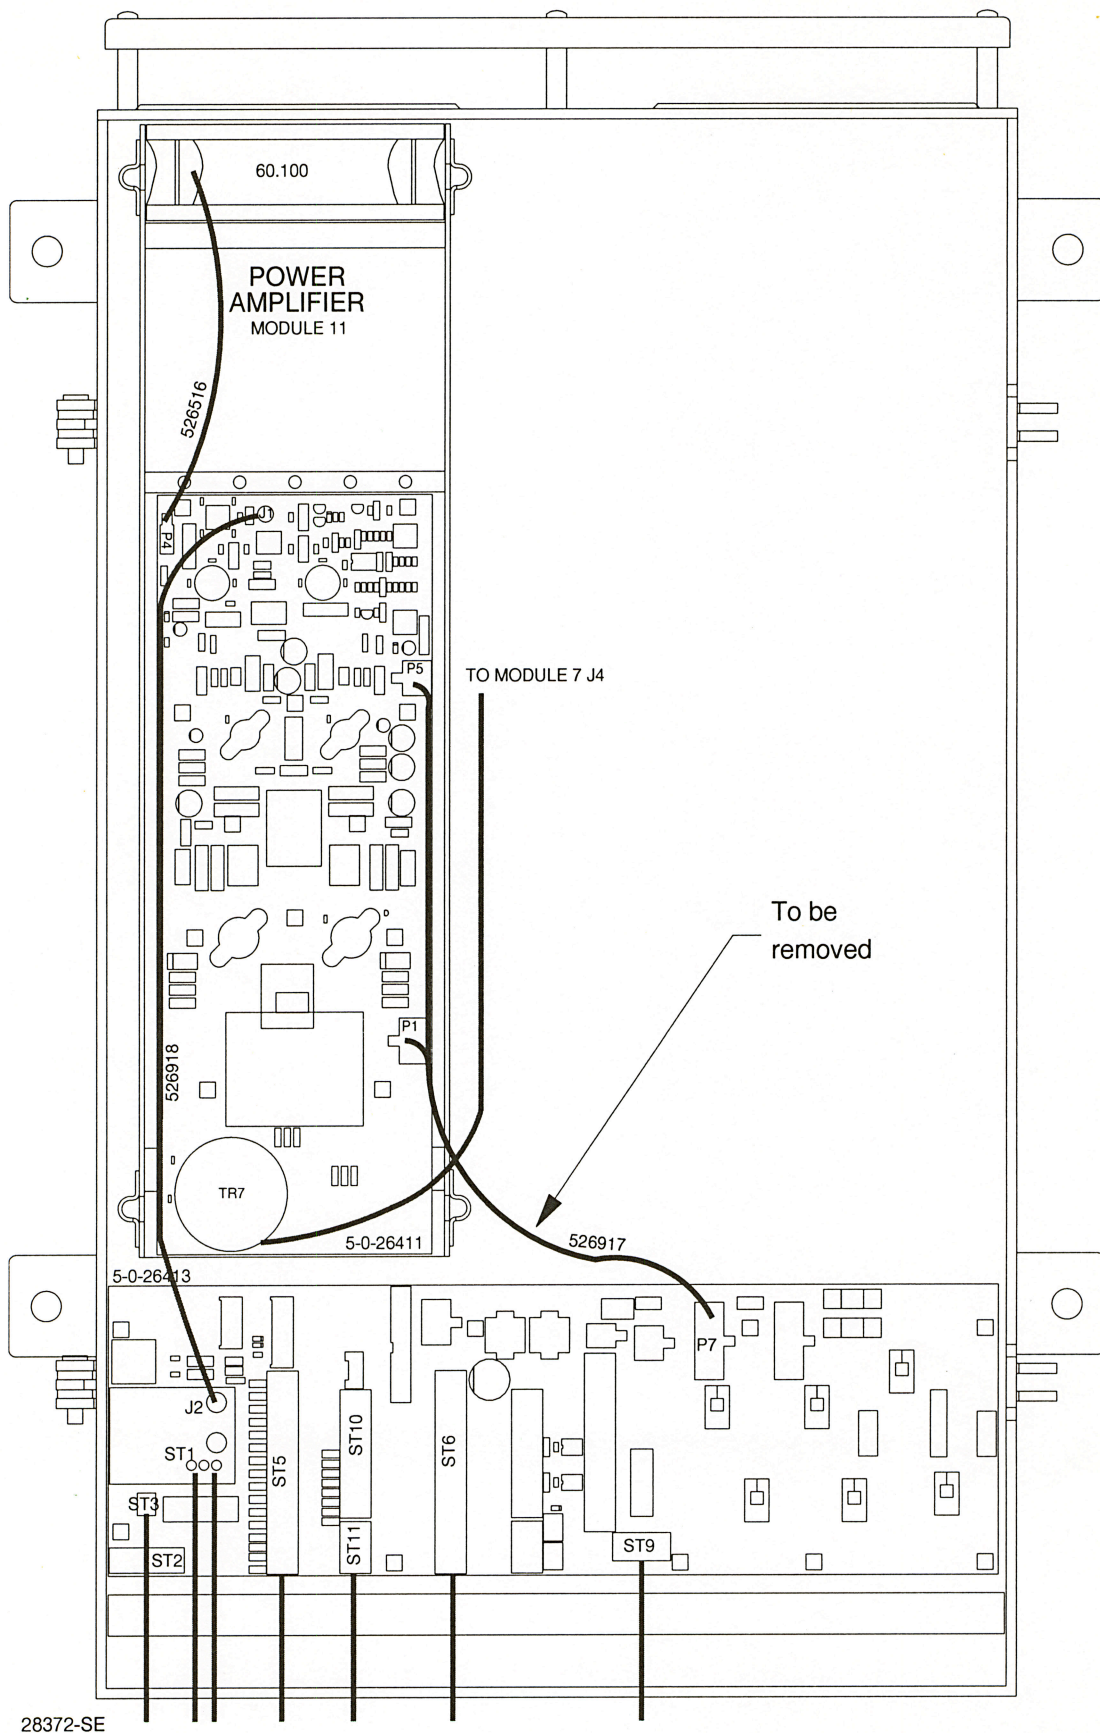 60.100
POWER
AMPLIFIER
MODULE 11
526516
J1
P4
P5
TO MODULE 7 J4
To be
removed
P1
526918
TR7
5-0-26411
526917
5-0-26413
P7
J2
ST1
ST5
ST10
ST6
ST3
ST11
ST9
ST2
28372-SE